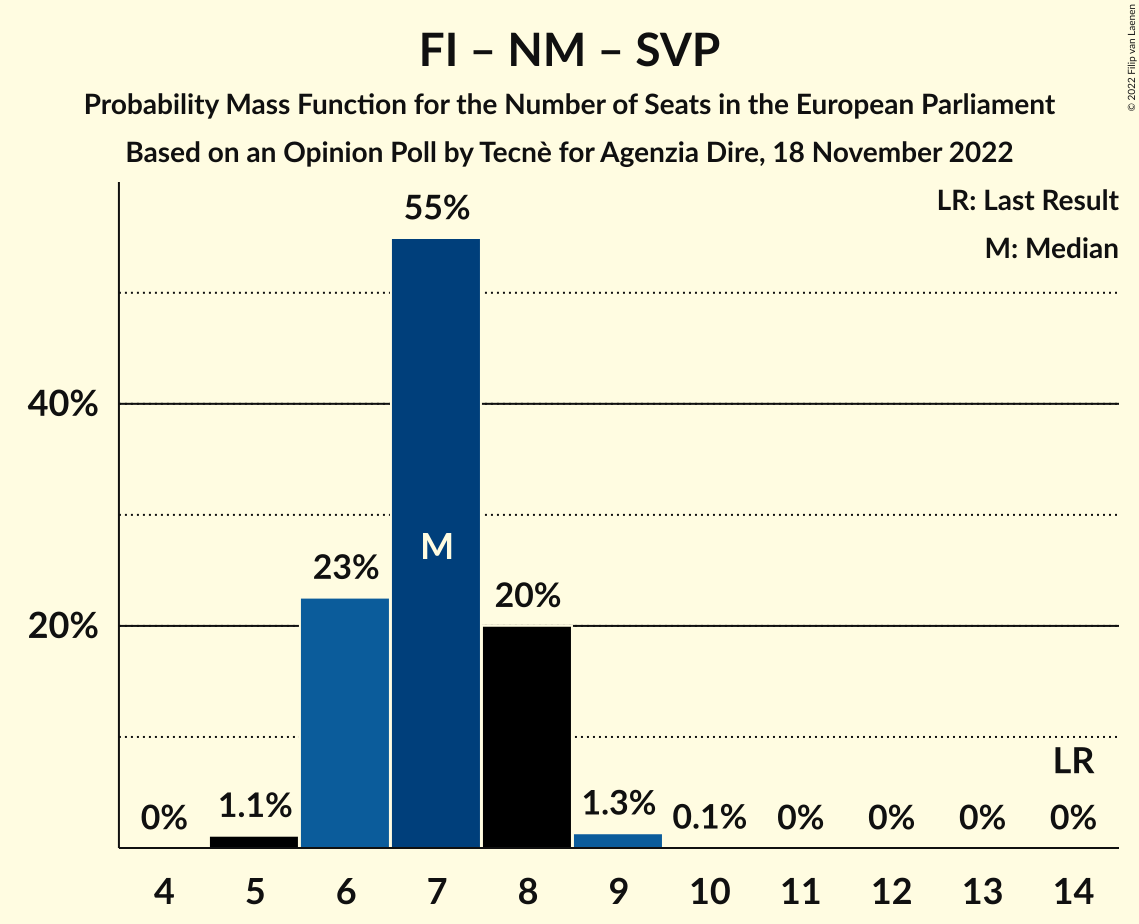 FI – NM – SVP
Probability Mass Function for the Number of Seats in the European Parliament
Based on an Opinion Poll by Tecnè for Agenzia Dire, 18 November 2022
© 2022 Filip van Laenen
LR: Last Result
M: Median
55%
40%
23%
M
20%
20%
LR
0%
1.1%
1.3%
0.1%
0%
0%
0%
0%
4 5 6 7 8 9 10 11 12 13 14